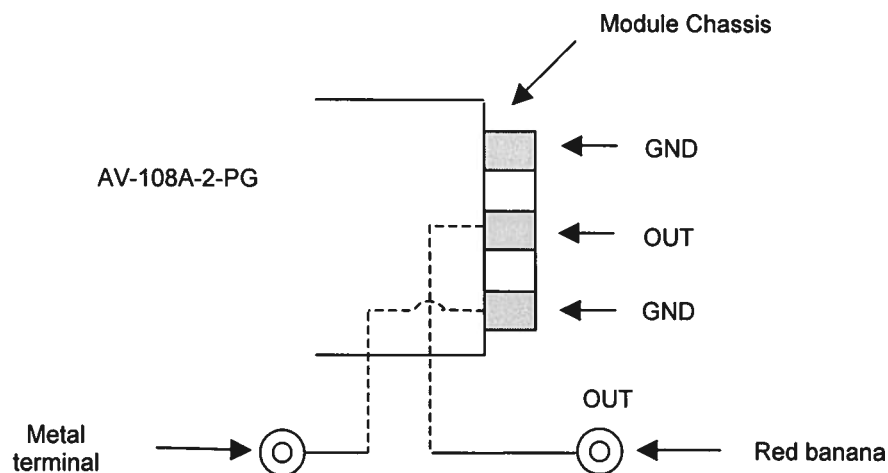 Module Chassis
GND
AV-108A-2-PG
OUT
GND
OUT
Metal
terminal
Red banana